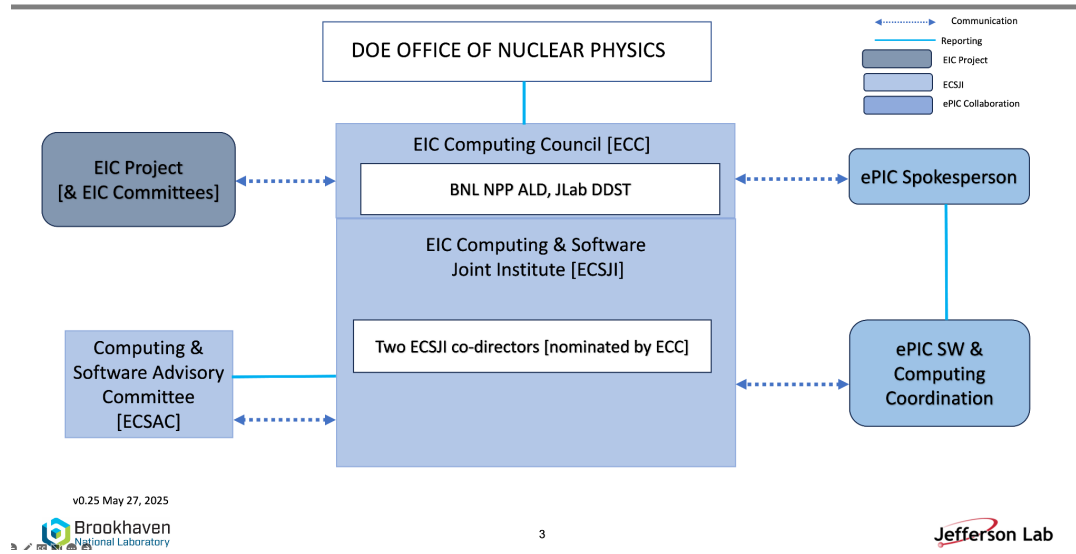 DOE OFFICE OF NUCLEAR PHYSICS
Communication
Reporting
EIC Project
ECSJI
ePIC Collaboration
EIC Project
[& EIC Committees]
EIC Computing Council [ECC]
BNL NPP ALD, JLab DDST
ePIC Spokesperson
EIC Computing & Software
Joint Institute [ECSJI]
Two ECSJI co-directors [nominated by ECC]
Computing &
Software Advisory
Committee
[ECSAC]
ePIC SW &
Computing
Coordination
v0.25 May 27, 2025
Brookhaven
National Laboratory
3
Jefferson Lab